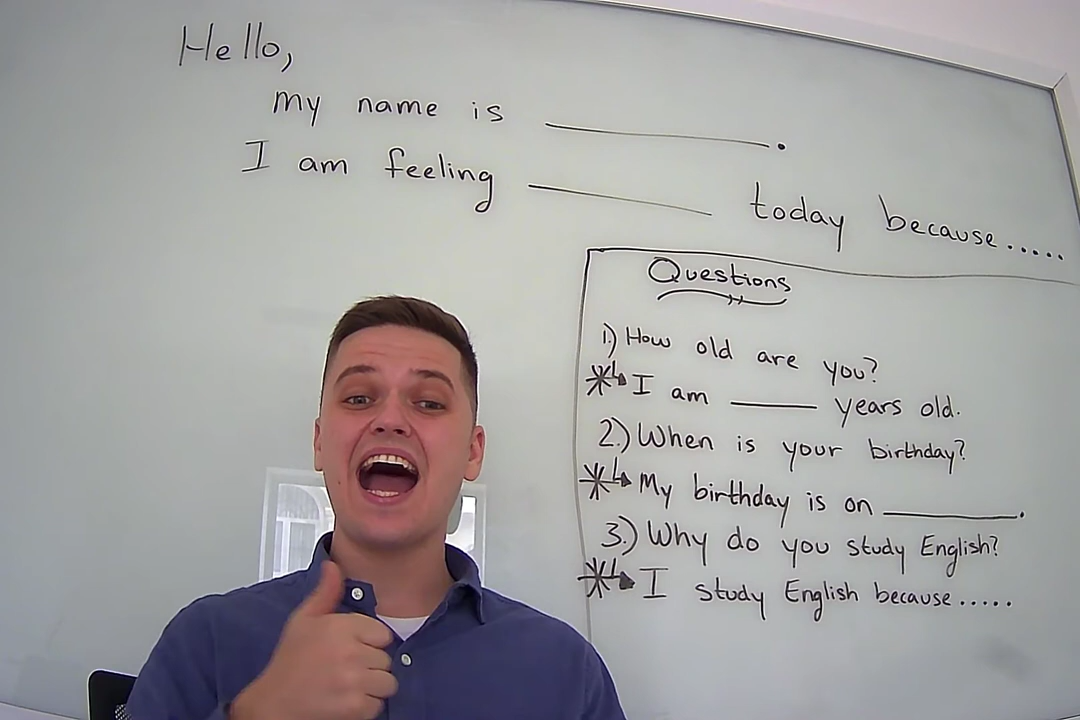 Hello,
my name is ________.
I am feeling ________ today because.....
Questions
1.) How old are you?
I am ____ years old.
2.) When is your birthday?
My birthday is on ________.
3.) Why do you study English?
I study English because.....